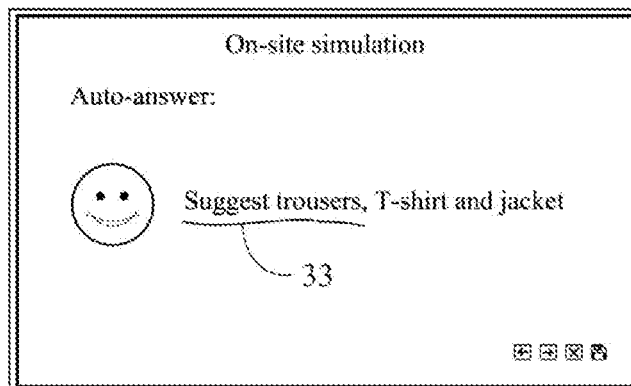 On-site simulation
Auto-answer:
Suggest trousers, T-shirt and jacket
33